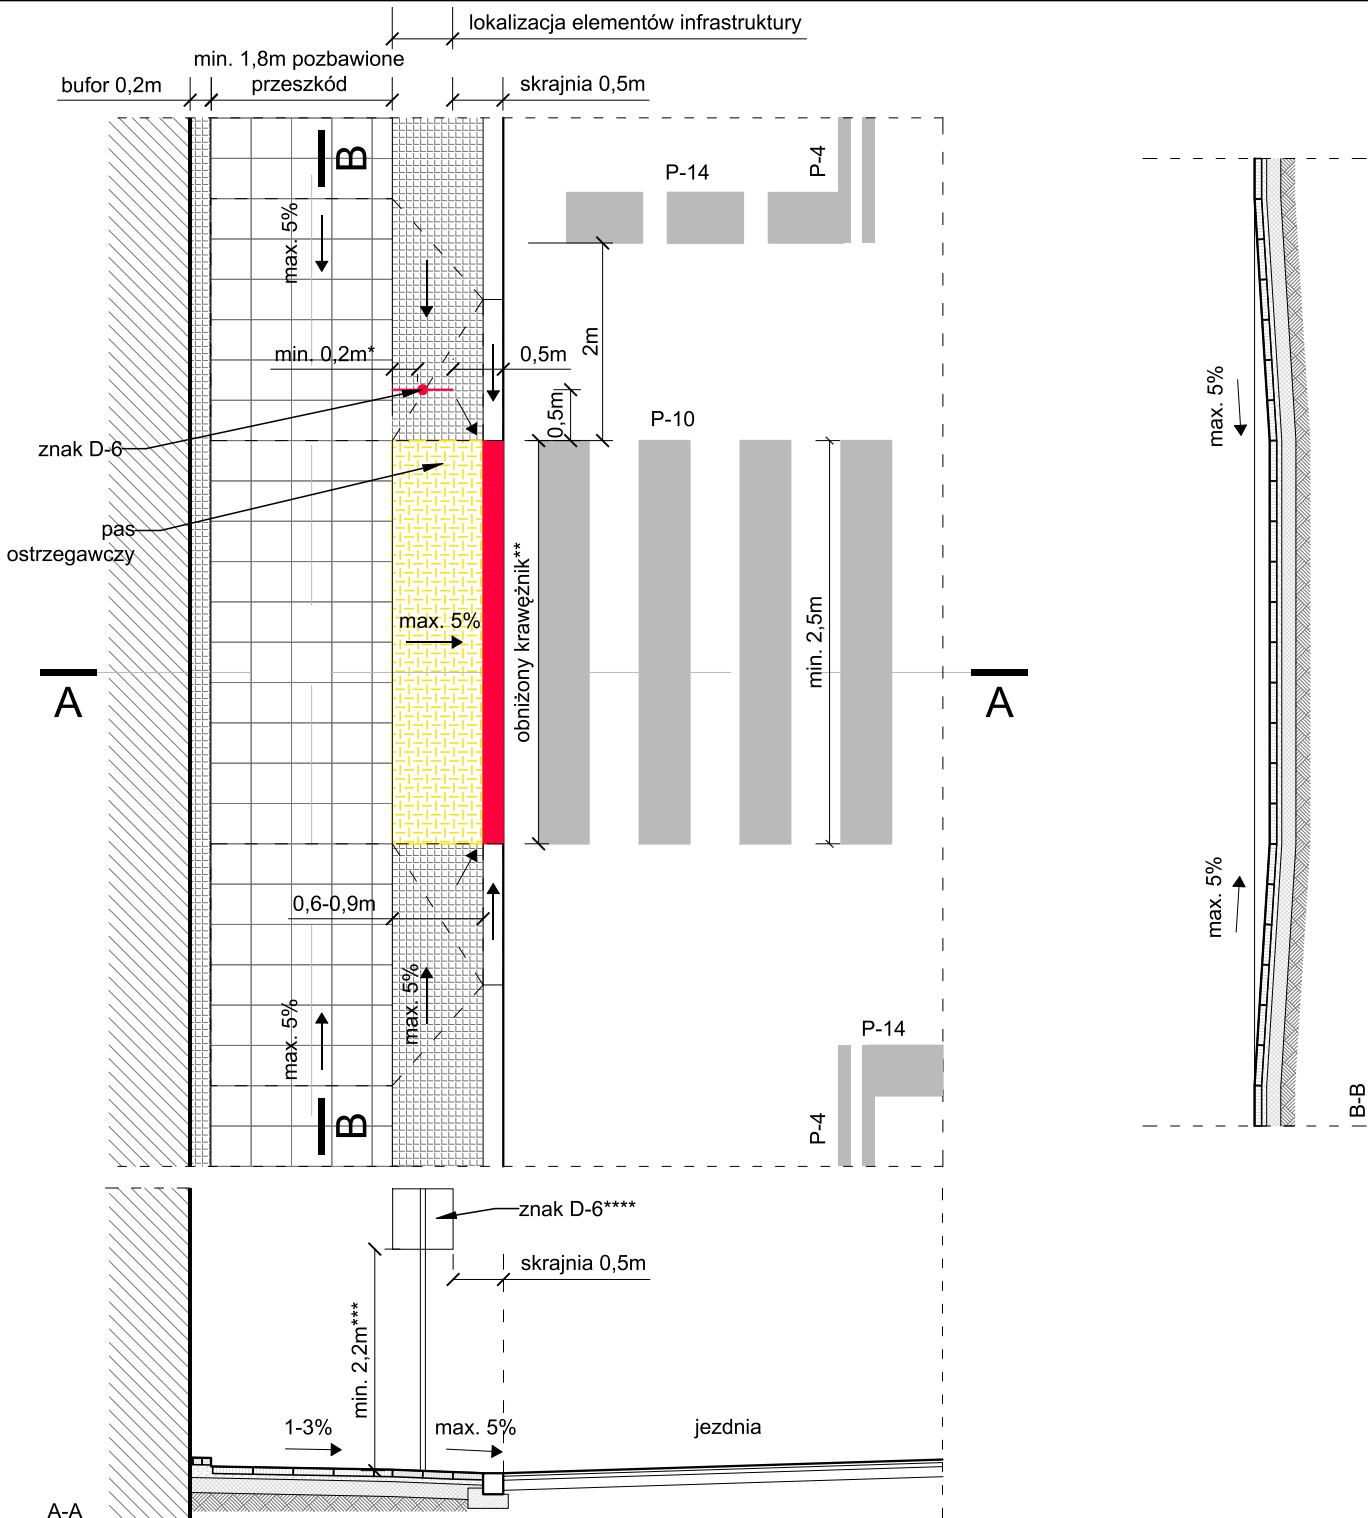 lokalizacja elementów infrastruktury
min. 1,8m pozbawione
przeszkód
bufor 0,2m
skrajnia 0,5m
B
P-14
P-4
max. 5%
2m
min. 0,2m*
0,5m
0,5m
znak D-6
P-10
max. 5%
pas
ostrzegawczy
obniżony krawężnik**
max. 5%
min. 2,5m
A
A
max. 5%
0,6-0,9m
max. 5%
max. 5%
P-14
P-4
B
B-B
znak D-6****
skrajnia 0,5m
min. 2,2m***
1-3%
max. 5%
jezdnia
A-A